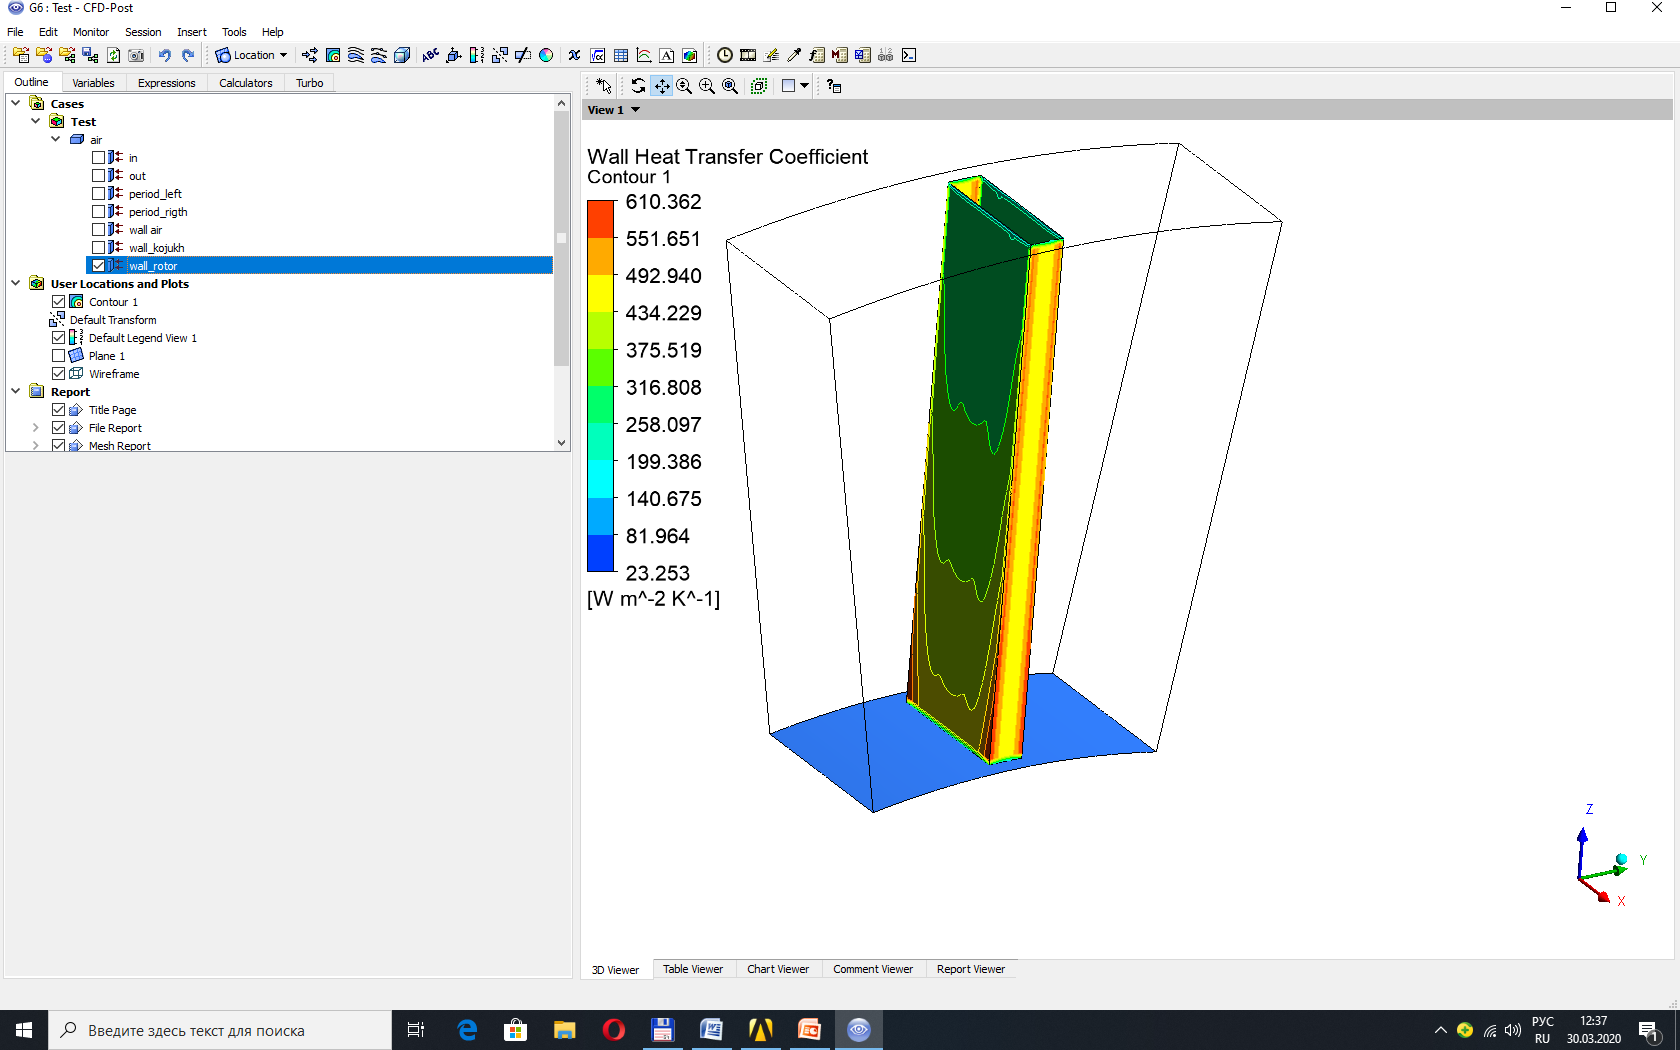 G6 : Test - CFD-Post
File Edit Monitor Session Insert Tools Help
Location
Outline Variables Expressions Calculators Turbo
Cases
Test
air
in
out
period_left
period_rigth
wall air
wall_kojukh
wall_rotor
User Locations and Plots
Contour 1
Default Transform
Default Legend View 1
Plane 1
Wireframe
Report
Title Page
File Report
Mesh Report
View 1
Wall Heat Transfer Coefficient
Contour 1
610.362
551.651
492.940
434.229
375.519
316.808
258.097
199.386
140.675
81.964
23.253
[W m^-2 K^-1]
Z
Y
X
3D Viewer Table Viewer Chart Viewer Comment Viewer Report Viewer
Введите здесь текст для поиска
РУС
RU
12:37
30.03.2020
1